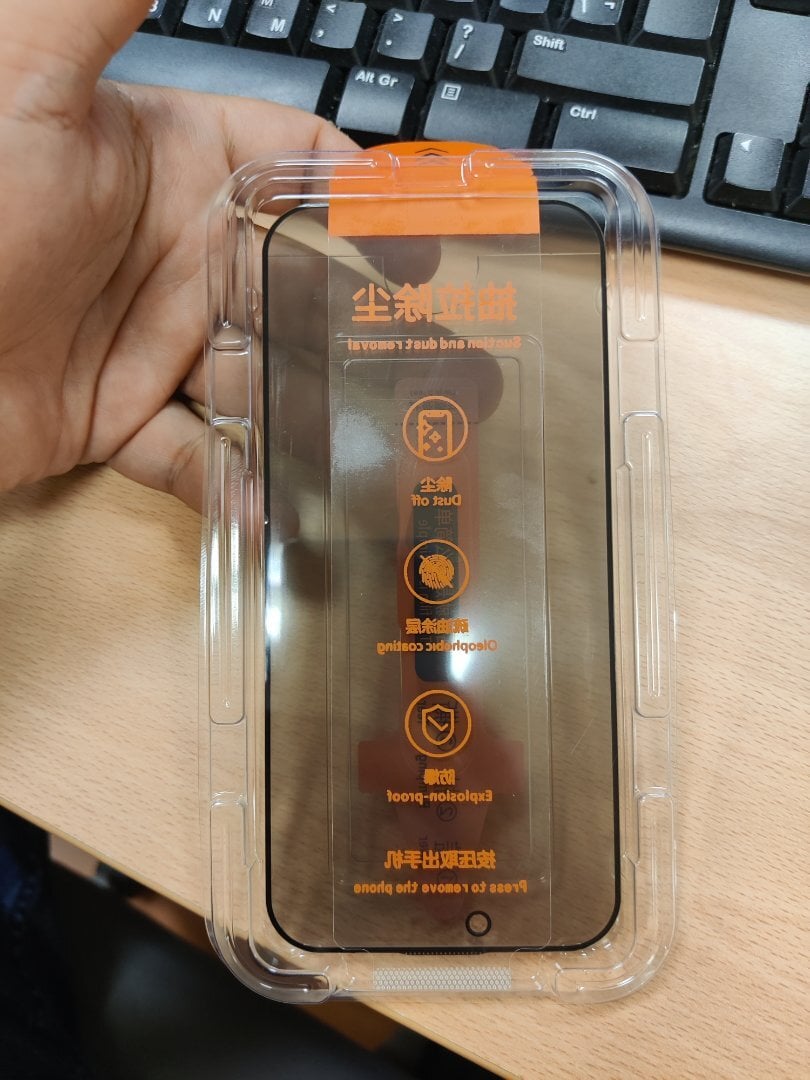 N
M
<
,
>
.
?
/
Shift
Alt Gr
Ctrl
抽拉除尘
Suction and dust removal
除尘
Dust off
疏油涂层
Oleophobic coating
防爆
Explosion-proof
按压取出手机
Press to remove the phone